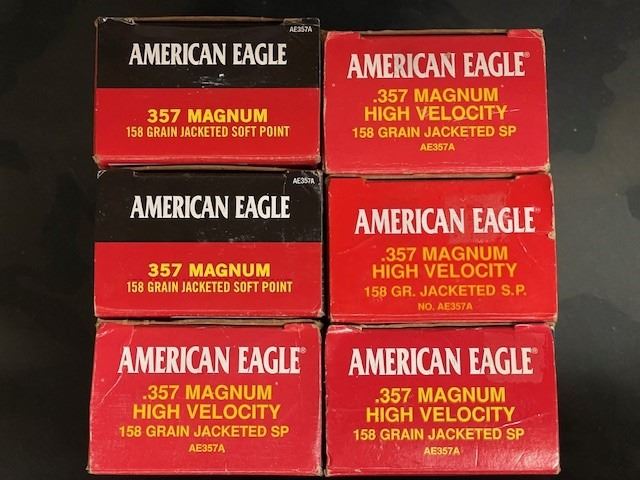 AE357A
AMERICAN EAGLE
357 MAGNUM
158 GRAIN JACKETED SOFT POINT
AMERICAN EAGLE®
.357 MAGNUM
HIGH VELOCITY
158 GRAIN JACKETED SP
AE357A
AE357A
AMERICAN EAGLE
357 MAGNUM
158 GRAIN JACKETED SOFT POINT
AMERICAN EAGLE®
.357 MAGNUM
HIGH VELOCITY
158 GR. JACKETED S.P.
NO. AE357A
AMERICAN EAGLE®
.357 MAGNUM
HIGH VELOCITY
158 GRAIN JACKETED SP
AE357A
AMERICAN EAGLE®
.357 MAGNUM
HIGH VELOCITY
158 GRAIN JACKETED SP
AE357A